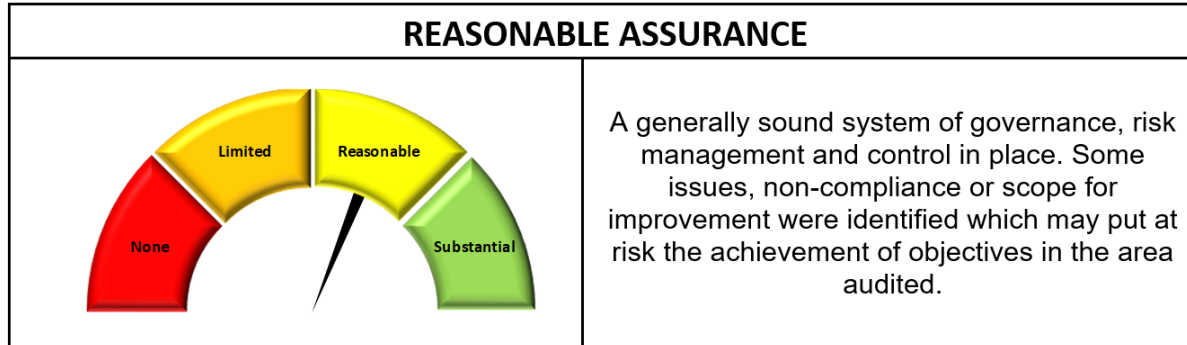 REASONABLE ASSURANCE
Limited
Reasonable
None
Substantial
A generally sound system of governance, risk
management and control in place. Some
issues, non-compliance or scope for
improvement were identified which may put at
risk the achievement of objectives in the area
audited.